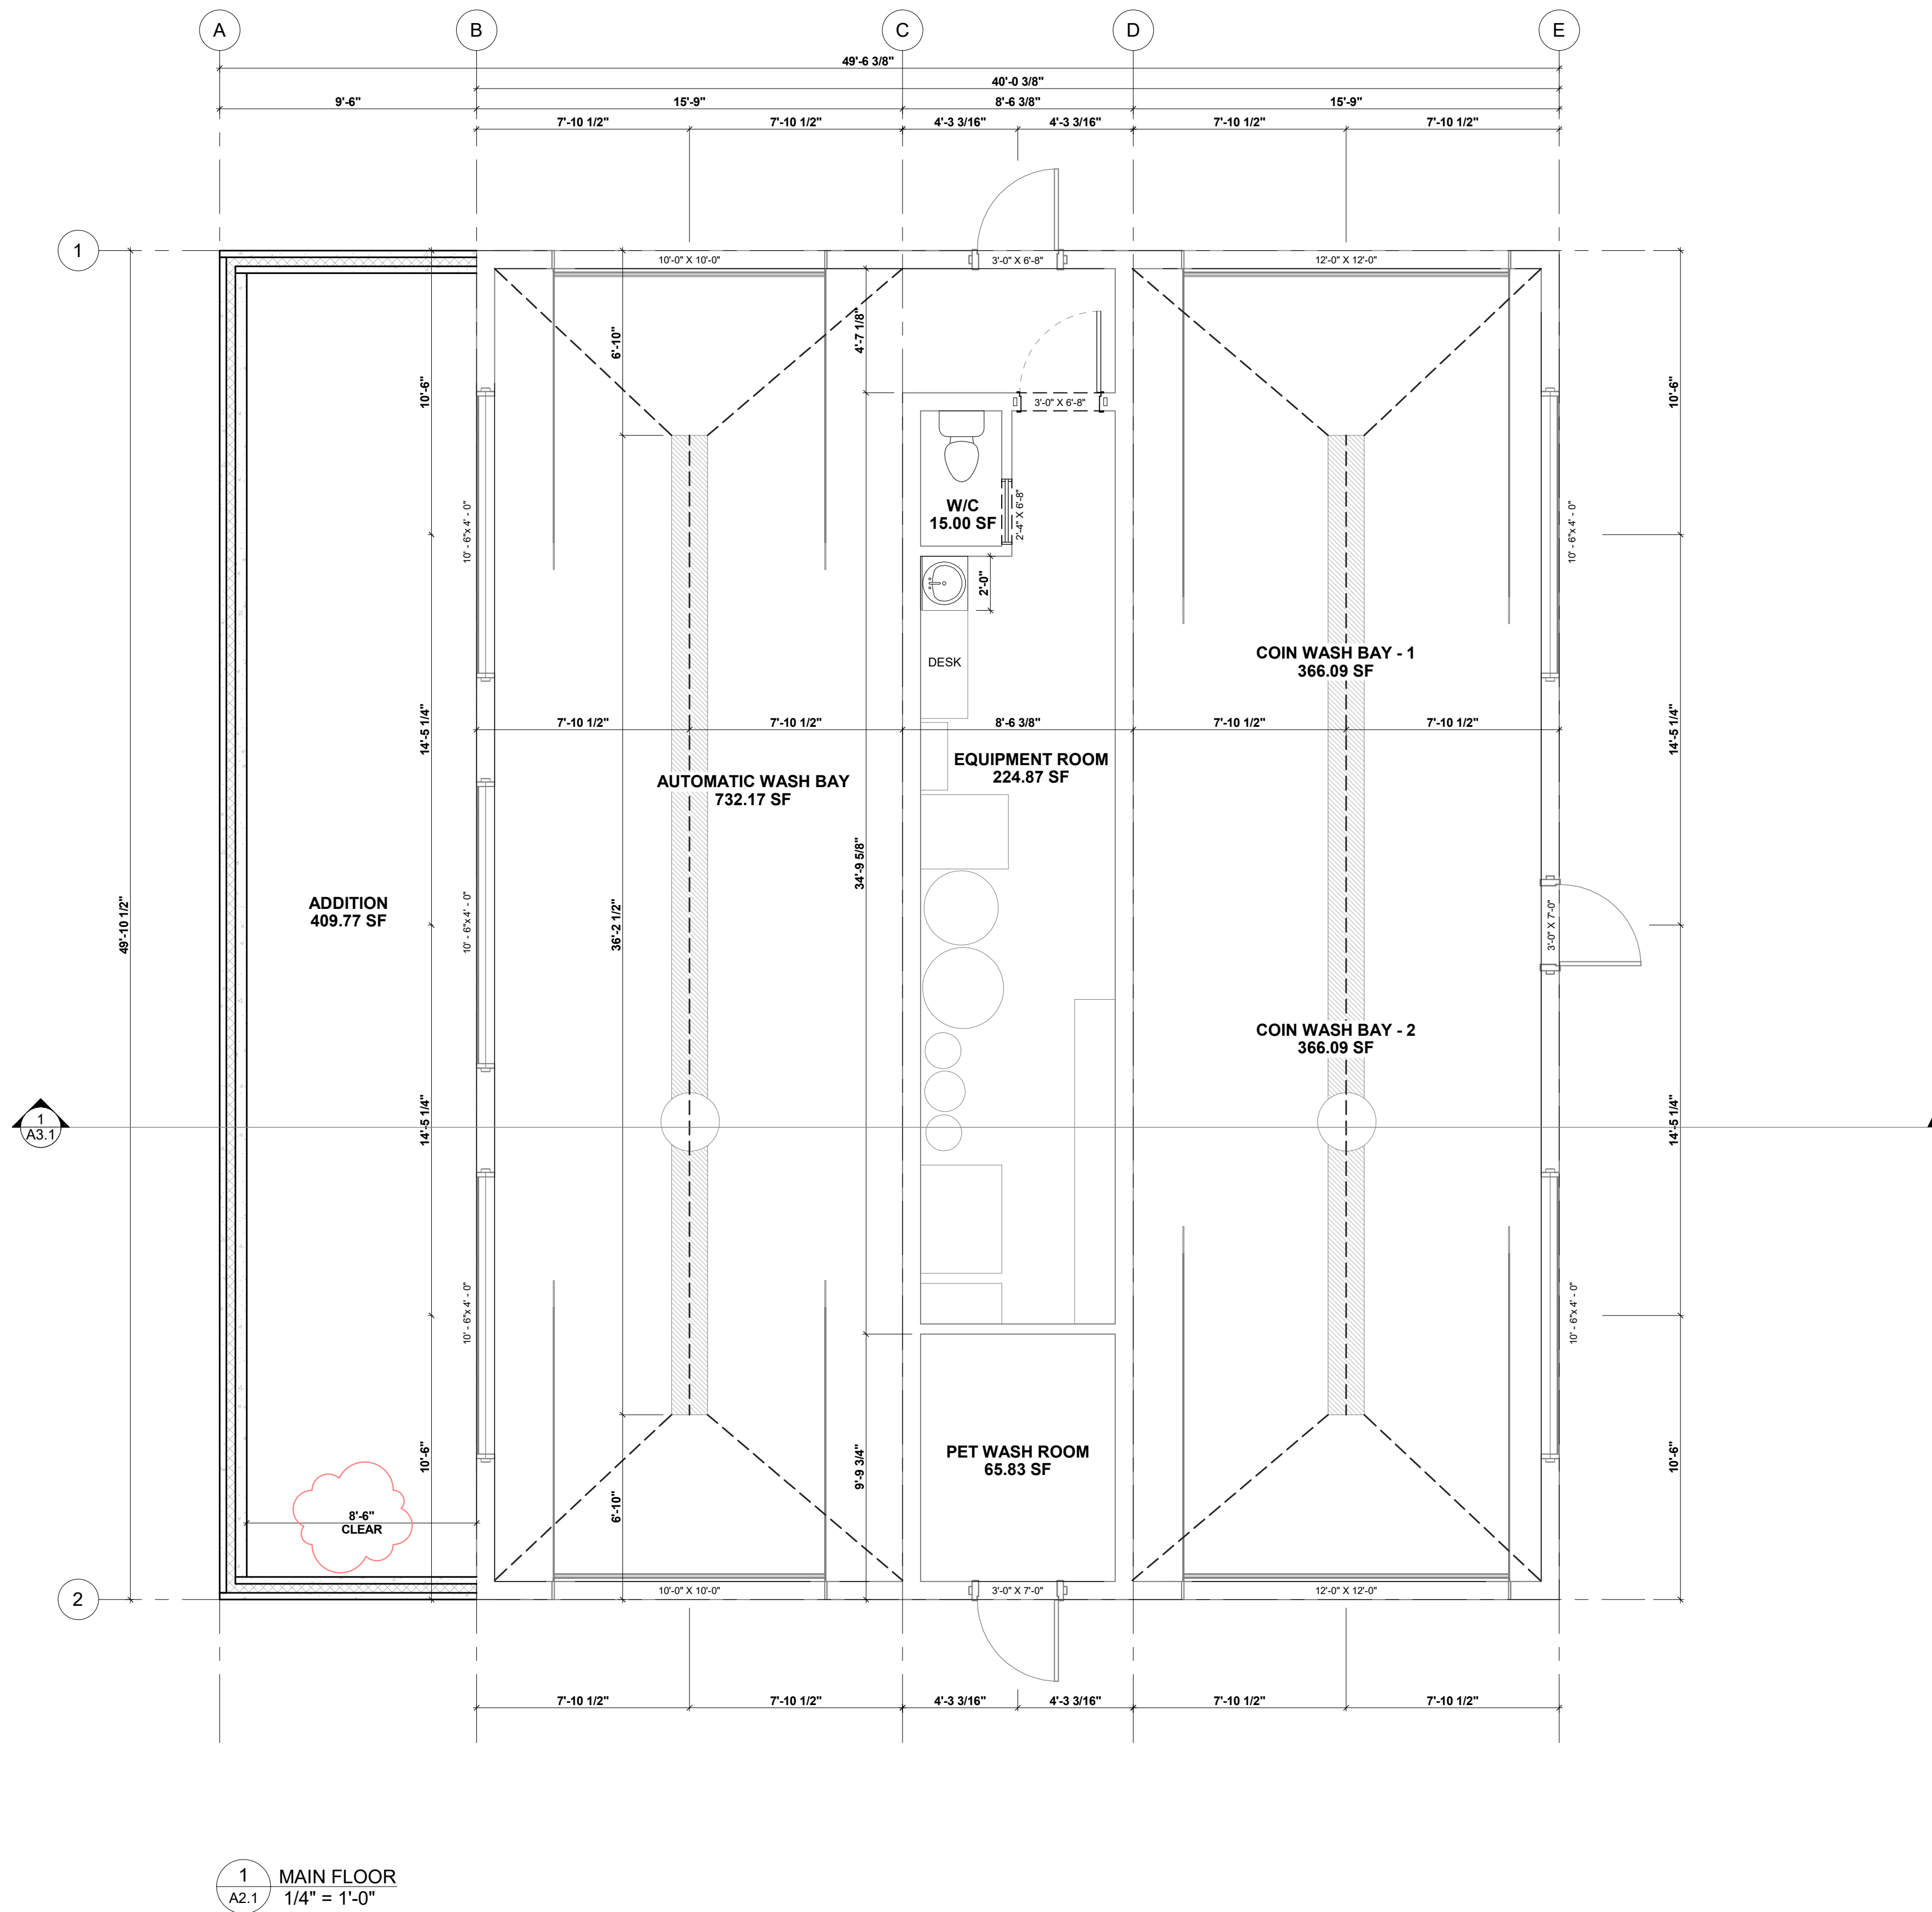 A
B
C
D
E
49'-6 3/8"
40'-0 3/8"
9'-6"
15'-9"
8'-6 3/8"
15'-9"
7'-10 1/2"
7'-10 1/2"
4'-3 3/16"
4'-3 3/16"
7'-10 1/2"
7'-10 1/2"
1
10'-0" X 10'-0"
3'-0" X 6'-8"
12'-0" X 12'-0"
6'-10"
4'-7 1/8"
10'-6"
10'-6"
3'-0" X 6'-8"
W/C
15.00 SF
2'-4" X 6'-8"
10' - 6"x 4' - 0"
10' - 6"x 4' - 0"
2'-0"
DESK
COIN WASH BAY - 1
366.09 SF
14'-5 1/4"
14'-5 1/4"
7'-10 1/2"
7'-10 1/2"
8'-6 3/8"
7'-10 1/2"
7'-10 1/2"
EQUIPMENT ROOM
224.87 SF
AUTOMATIC WASH BAY
732.17 SF
34'-9 5/8"
ADDITION
409.77 SF
49'-10 1/2"
10' - 6"x 4' - 0"
36'-2 1/2"
3'-0" X 7'-0"
COIN WASH BAY - 2
366.09 SF
1
A3.1
14'-5 1/4"
14'-5 1/4"
10' - 6"x 4' - 0"
10' - 6"x 4' - 0"
10'-6"
9'-9 3/4"
PET WASH ROOM
65.83 SF
10'-6"
6'-10"
8'-6"
CLEAR
2
10'-0" X 10'-0"
3'-0" X 7'-0"
12'-0" X 12'-0"
7'-10 1/2"
7'-10 1/2"
4'-3 3/16"
4'-3 3/16"
7'-10 1/2"
7'-10 1/2"
1
A2.1
MAIN FLOOR
1/4" = 1'-0"